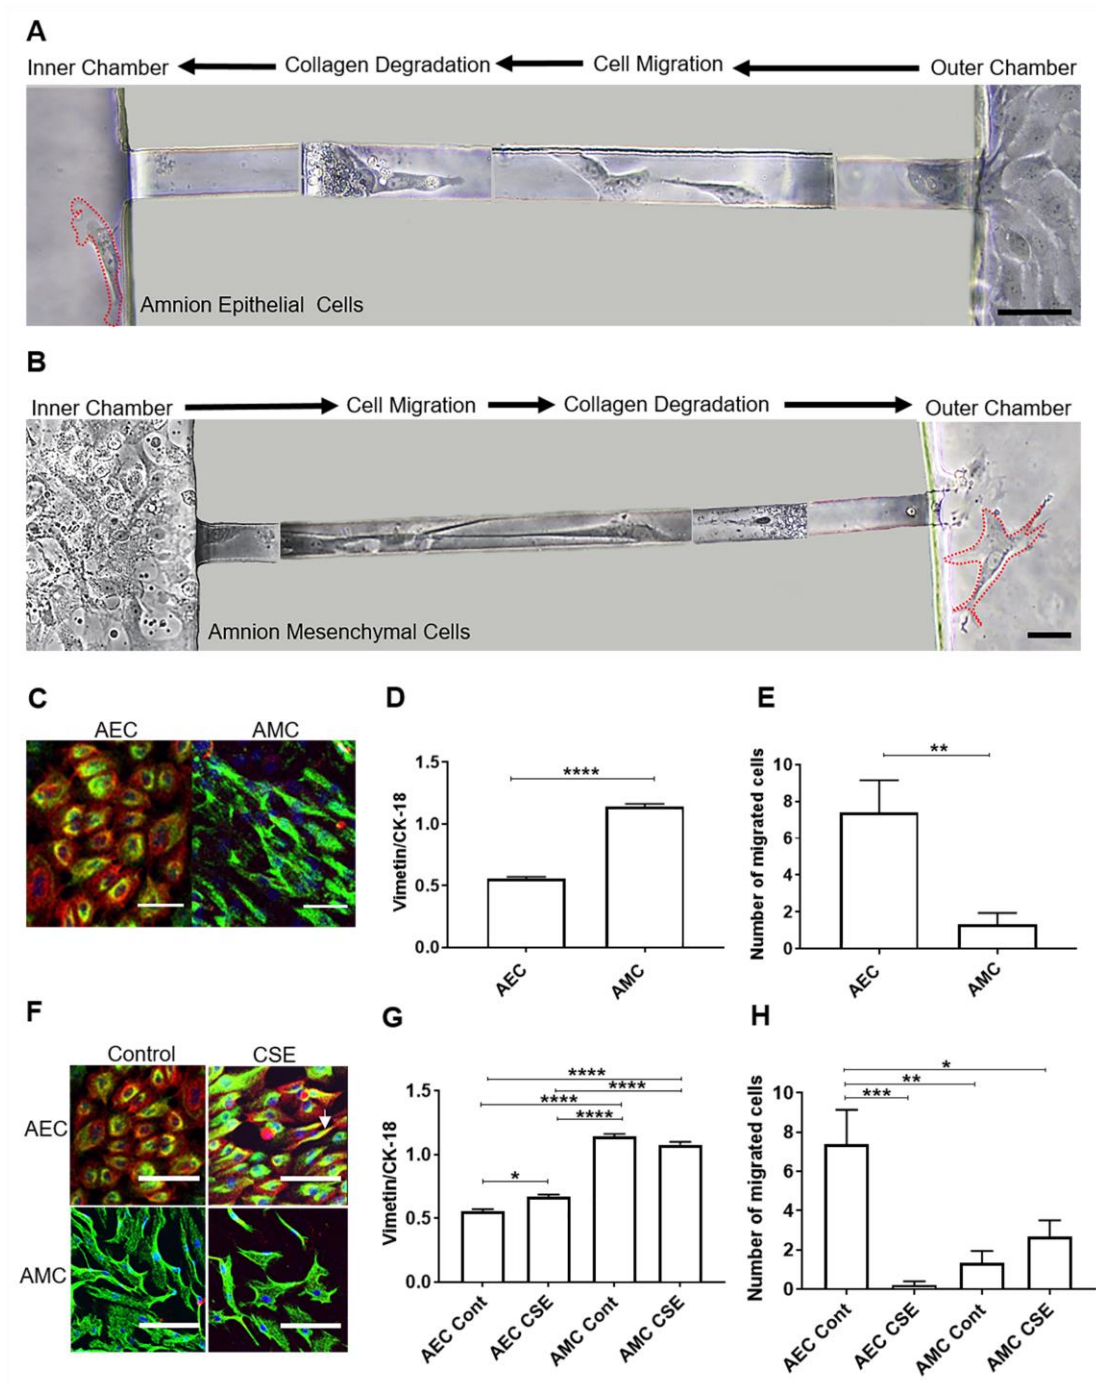 A
Inner Chamber Collagen Degradation Cell Migration Outer Chamber
Amnion Epithelial Cells
B
Inner Chamber Cell Migration Collagen Degradation Outer Chamber
Amnion Mesenchymal Cells
C
AEC AMC
D
Vimetin/CK-18
1.5
1.0
0.5
0.0
****
AEC
AMC
E
Number of migrated cells
10
8
6
4
2
0
**
AEC
AMC
F
Control CSE
AEC
AMC
G
Vimetin/CK-18
1.5
1.0
0.5
0.0
****
****
****
****
*
AEC Cont
AEC CSE
AMC Cont
AMC CSE
H
Number of migrated cells
10
8
6
4
2
0
*
**
***
AEC Cont
AEC CSE
AMC Cont
AMC CSE